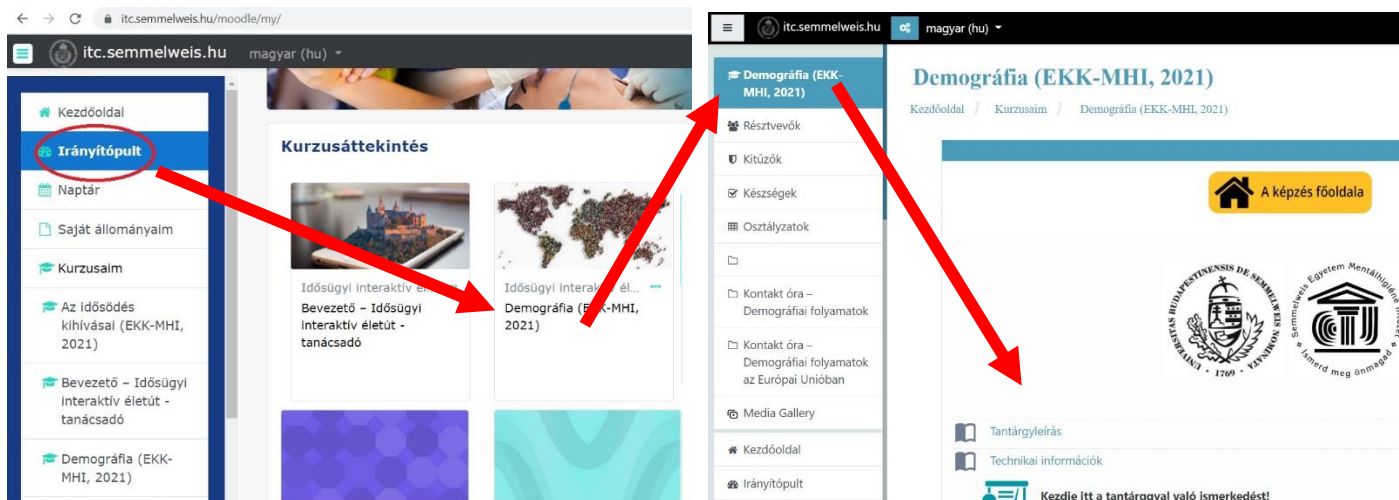 itc.semmelweis.hu/moodle/my/
itc.semmelweis.hu magyar (hu)
Kezdőoldal
Irányítópult
Naptár
Saját állományaim
Kurzusaim
Az idősödés
kihívásai (EKK-MHI,
2021)
Bevezető – Idősügyi
interaktív életút -
tanácsadó
Demográfia (EKK-
MHI, 2021)
Kurzusáttekintés
Idősügyi interaktív
Bevezető – Idősügyi
interaktív életút -
tanácsadó
Idősügyi interaktív él...
Demográfia (EKK-MHI,
2021)
itc.semmelweis.hu magyar (hu)
Demográfia (EKK-
MHI, 2021)
Résztvevők
Kitűzők
Készségek
Osztályzatok
Kontakt óra –
Demográfiai folyamatok
Kontakt óra –
Demográfiai folyamatok
az Európai Unióban
Media Gallery
Kezdőoldal
Irányítópult
Demográfia (EKK-MHI, 2021)
Kezdőoldal / Kurzusaim / Demográfia (EKK-MHI, 2021)
A képzés főoldala
UNIVERSITAS BUDAPESTINENSIS DE SEMMELWEIS NOMINATA
1769
Semmelweis Egyetem Mentálhigiéné
Ismerd meg önmagad
Tantárgyleírás
Technikai információk
Kezdje itt a tantárggyal való ismerkedést!